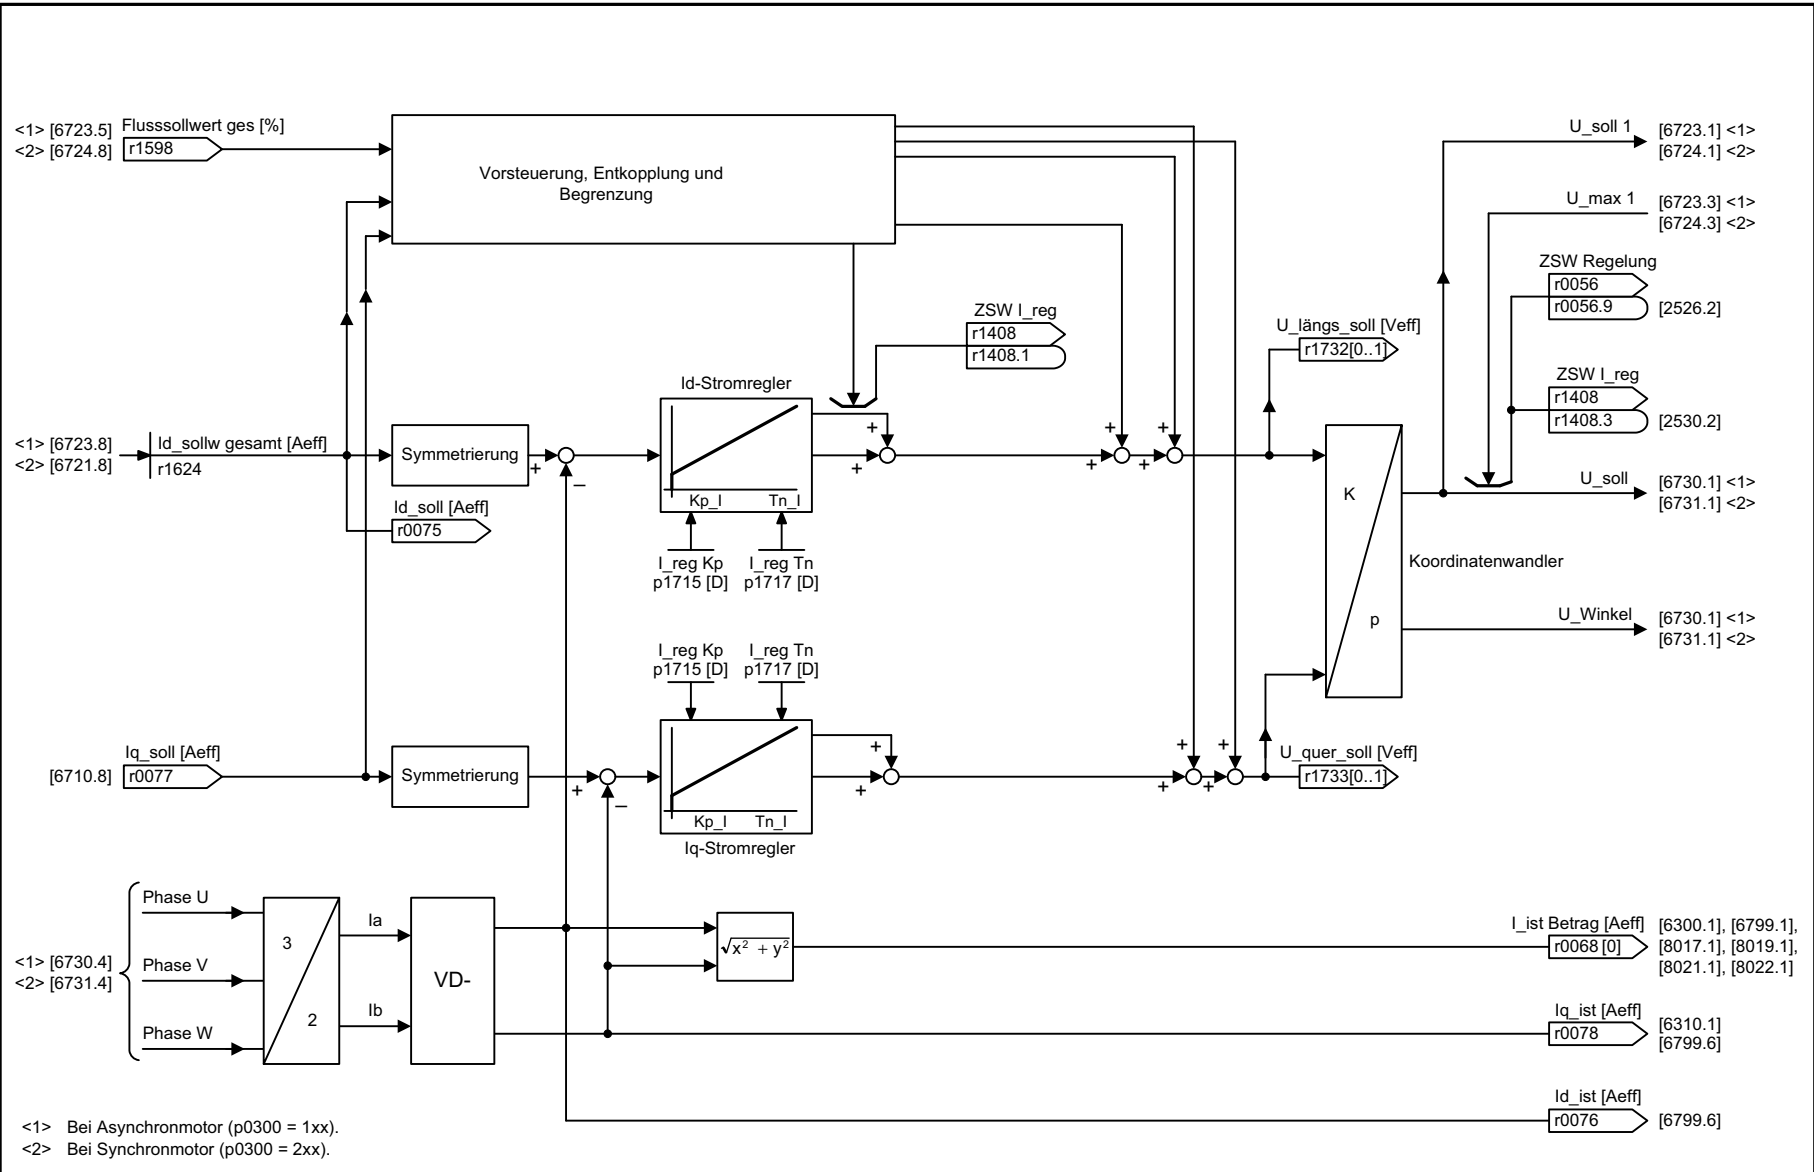 <1> [6723.5]
<2> [6724.8]
Flusssollwert ges [%]
r1598
Vorsteuerung, Entkopplung und
Begrenzung
U_soll 1
[6723.1] <1>
[6724.1] <2>
U_max 1
[6723.3] <1>
[6724.3] <2>
ZSW Regelung
r0056
r0056.9
[2526.2]
ZSW I_reg
r1408
r1408.1
U_längs_soll [Veff]
r1732[0..1]
ZSW I_reg
r1408
r1408.3
[2530.2]
Id-Stromregler
<1> [6723.8]
<2> [6721.8]
Id_sollw gesamt [Aeff]
r1624
Symmetrierung
+
–
Kp_I
Tn_I
+
+
+
+
+
+
Id_soll [Aeff]
r0075
I_reg Kp
p1715 [D]
I_reg Tn
p1717 [D]
K
p
U_soll
[6730.1] <1>
[6731.1] <2>
Koordinatenwandler
U_Winkel
[6730.1] <1>
[6731.1] <2>
I_reg Kp
p1715 [D]
I_reg Tn
p1717 [D]
[6710.8]
Iq_soll [Aeff]
r0077
Symmetrierung
+
–
Kp_I
Tn_I
Iq-Stromregler
+
+
+
+
+
+
U_quer_soll [Veff]
r1733[0..1]
<1> [6730.4]
<2> [6731.4]
Phase U
Phase V
Phase W
3
2
Ia
Ib
VD-
√x² + y²
I_ist Betrag [Aeff]
r0068 [0]
[6300.1], [6799.1],
[8017.1], [8019.1],
[8021.1], [8022.1]
Iq_ist [Aeff]
r0078
[6310.1]
[6799.6]
Id_ist [Aeff]
r0076
[6799.6]
<1> Bei Asynchronmotor (p0300 = 1xx).
<2> Bei Synchronmotor (p0300 = 2xx).